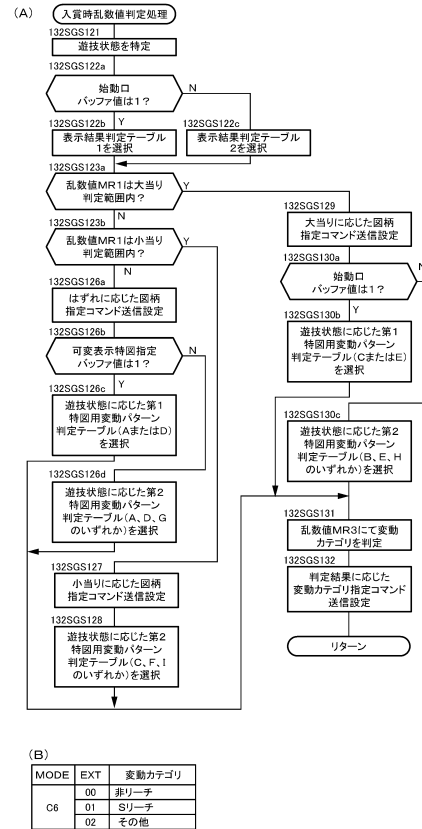 (A)
入賞時乱数値判定処理
132SGS121
遊技状態を特定
132SGS122a
始動口
バッファ値は1?
N
Y
132SGS122b
表示結果判定テーブル
1を選択
132SGS122c
表示結果判定テーブル
2を選択
132SGS123a
乱数値MR1は大当り
判定範囲内?
Y
N
132SGS123b
乱数値MR1は小当り
判定範囲内?
Y
N
132SGS126a
はずれに応じた図柄
指定コマンド送信設定
132SGS126b
可変表示特図指定
バッファ値は1?
N
Y
132SGS126c
遊技状態に応じた第1
特図用変動パターン
判定テーブル(AまたはD)
を選択
132SGS126d
遊技状態に応じた第2
特図用変動パターン
判定テーブル(A、D、G
のいずれか)を選択
132SGS127
小当りに応じた図柄
指定コマンド送信設定
132SGS128
遊技状態に応じた第2
特図用変動パターン
判定テーブル(C、F、I
のいずれか)を選択
132SGS129
大当りに応じた図柄
指定コマンド送信設定
132SGS130a
始動口
バッファ値は1?
N
Y
132SGS130b
遊技状態に応じた第1
特図用変動パターン
判定テーブル(CまたはE)
を選択
132SGS130c
遊技状態に応じた第2
特図用変動パターン
判定テーブル(B、E、H
のいずれか)を選択
132SGS131
乱数値MR3にて変動
カテゴリを判定
132SGS132
判定結果に応じた
変動カテゴリ指定コマンド
送信設定
リターン
(B)
MODE EXT 変動カテゴリ
C6 00 非リーチ
01 Sリーチ
02 その他